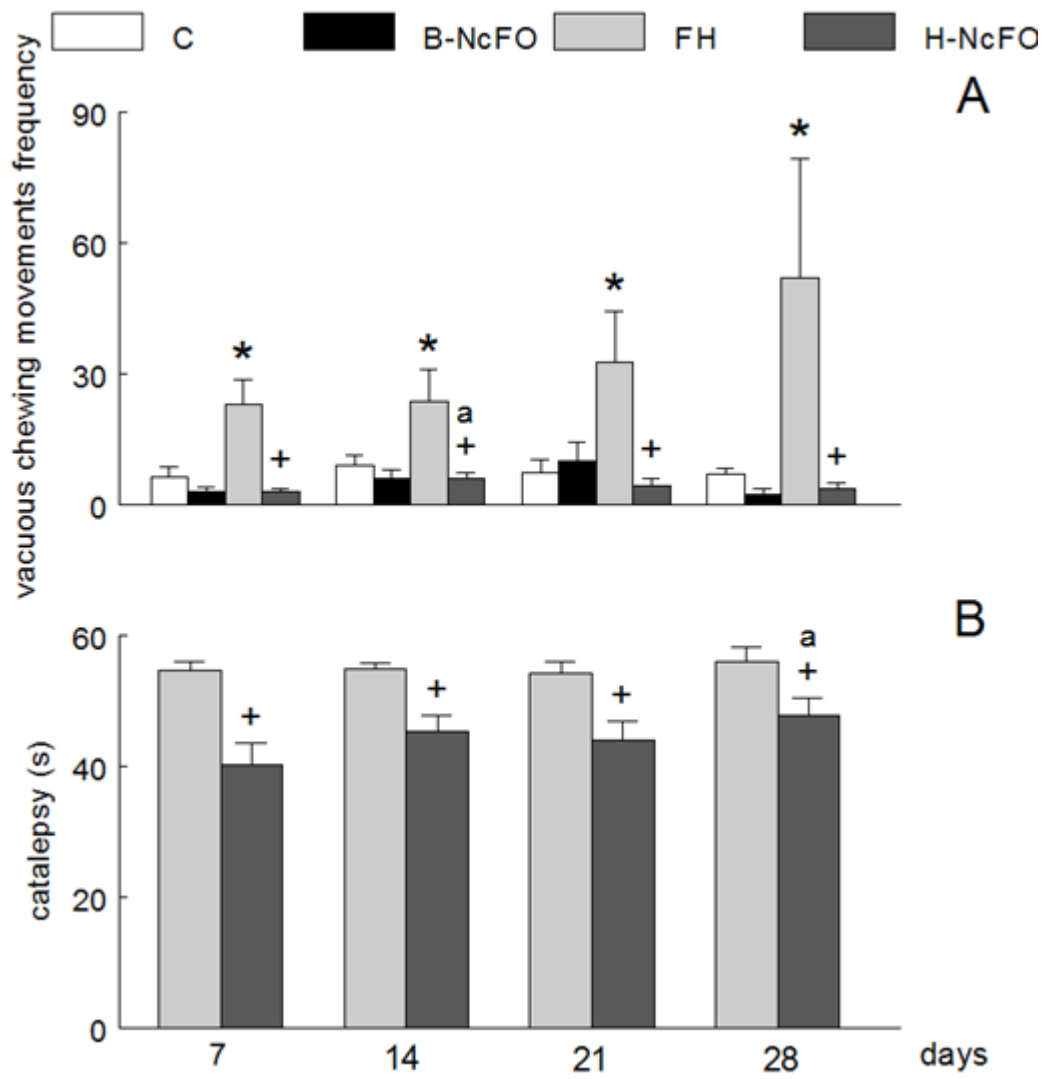 C B-NcFO FH H-NcFO
A
vacuous chewing movements frequency
90
60
30
0
*
+
*
a
+
*
+
*
+
B
catalepsy (s)
60
40
20
0
+
+
+
a
+
7 14 21 28 days